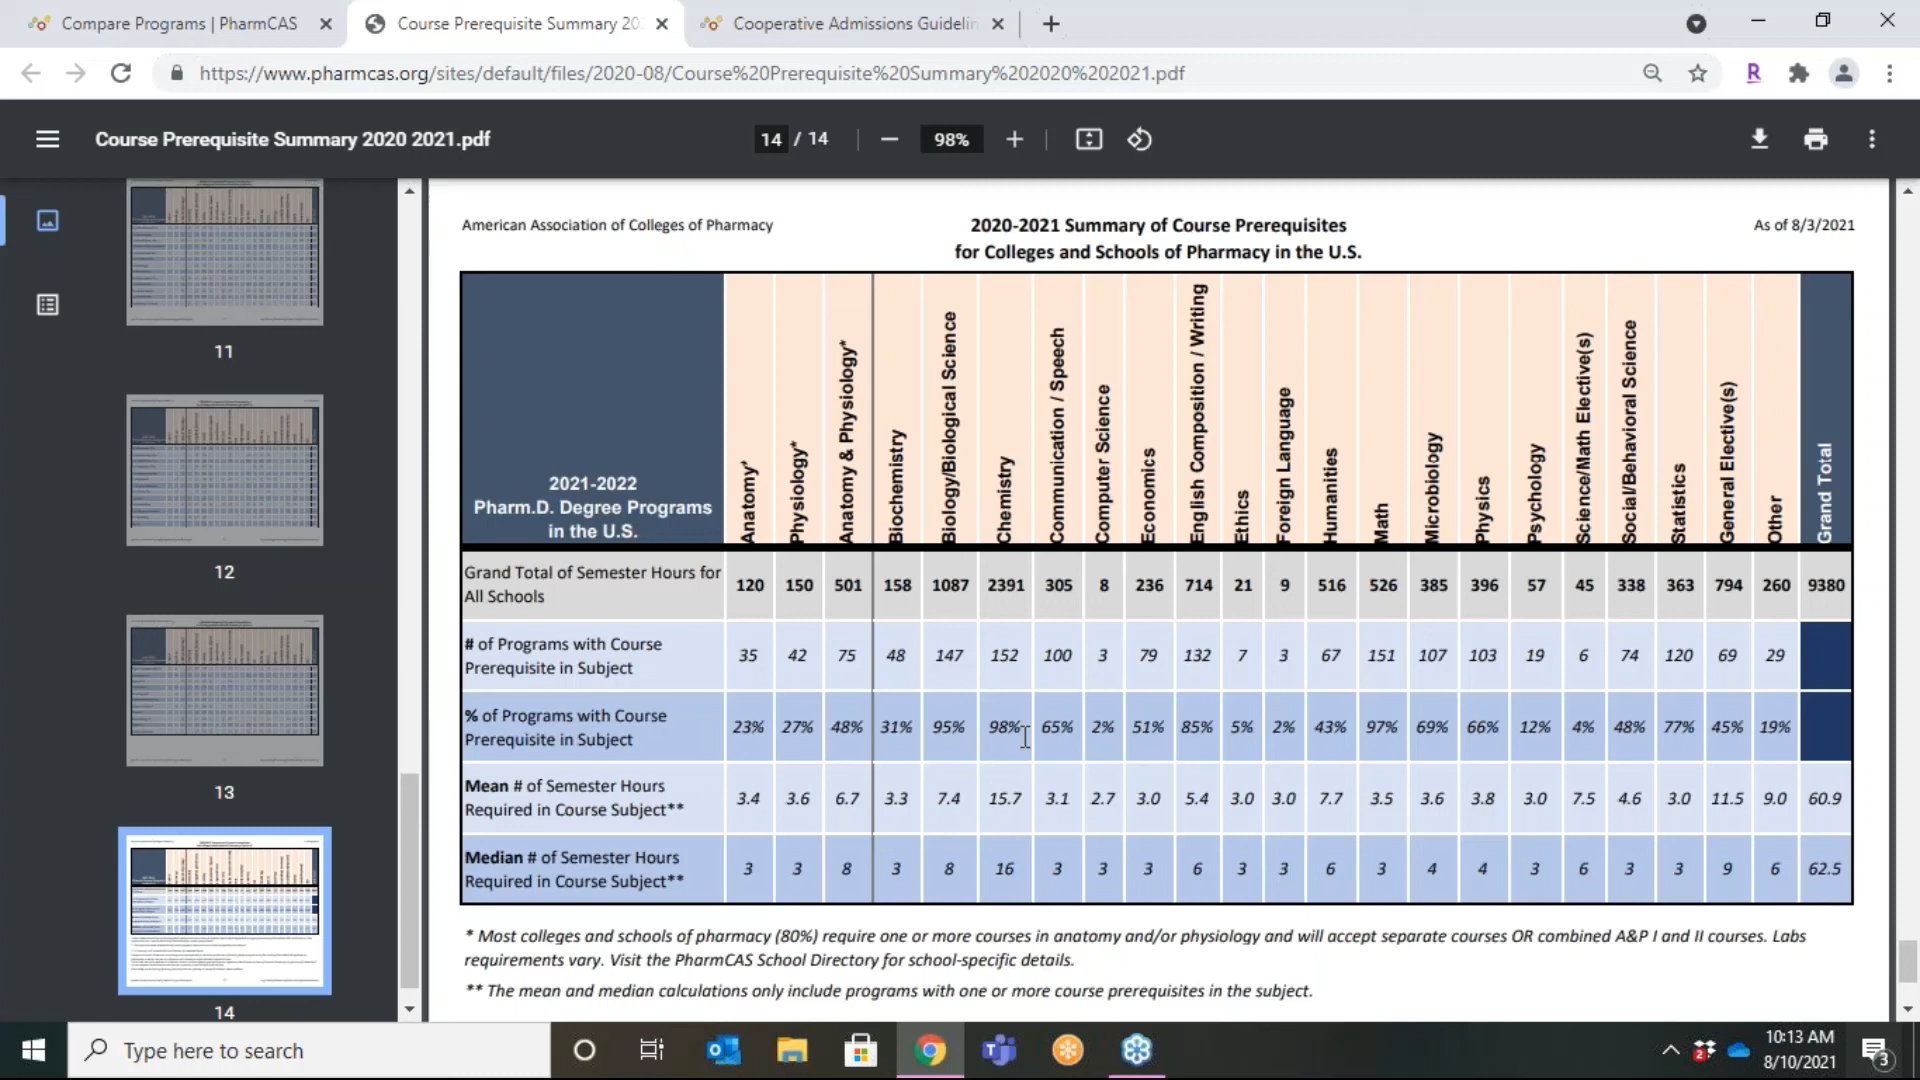 Compare Programs | PharmCAS
Course Prerequisite Summary 20
Cooperative Admissions Guidelin
https://www.pharmcas.org/sites/default/files/2020-08/Course%20Prerequisite%20Summary%202020%202021.pdf
R
Course Prerequisite Summary 2020 2021.pdf
14 / 14
98%
11
12
13
14
American Association of Colleges of Pharmacy
2020-2021 Summary of Course Prerequisites
for Colleges and Schools of Pharmacy in the U.S.
As of 8/3/2021
2021-2022
Pharm.D. Degree Programs
in the U.S.
Anatomy*
Physiology*
Anatomy & Physiology*
Biochemistry
Biology/Biological Science
Chemistry
Communication / Speech
Computer Science
Economics
English Composition / Writing
Ethics
Foreign Language
Humanities
Math
Microbiology
Physics
Psychology
Science/Math Elective(s)
Social/Behavioral Science
Statistics
General Elective(s)
Other
Grand Total
Grand Total of Semester Hours for
All Schools
120 150 501 158 1087 2391 305 8 236 714 21 9 516 526 385 396 57 45 338 363 794 260 9380
# of Programs with Course
Prerequisite in Subject
35 42 75 48 147 152 100 3 79 132 7 3 67 151 107 103 19 6 74 120 69 29
% of Programs with Course
Prerequisite in Subject
23% 27% 48% 31% 95% 98% 65% 2% 51% 85% 5% 2% 43% 97% 69% 66% 12% 4% 48% 77% 45% 19%
Mean # of Semester Hours
Required in Course Subject**
3.4 3.6 6.7 3.3 7.4 15.7 3.1 2.7 3.0 5.4 3.0 3.0 7.7 3.5 3.6 3.8 3.0 7.5 4.6 3.0 11.5 9.0 60.9
Median # of Semester Hours
Required in Course Subject**
3 3 8 3 8 16 3 3 3 6 3 3 6 3 4 4 3 6 3 3 9 6 62.5
* Most colleges and schools of pharmacy (80%) require one or more courses in anatomy and/or physiology and will accept separate courses OR combined A&P I and II courses. Labs
requirements vary. Visit the PharmCAS School Directory for school-specific details.
** The mean and median calculations only include programs with one or more course prerequisites in the subject.
Type here to search
10:13 AM
8/10/2021
2
3